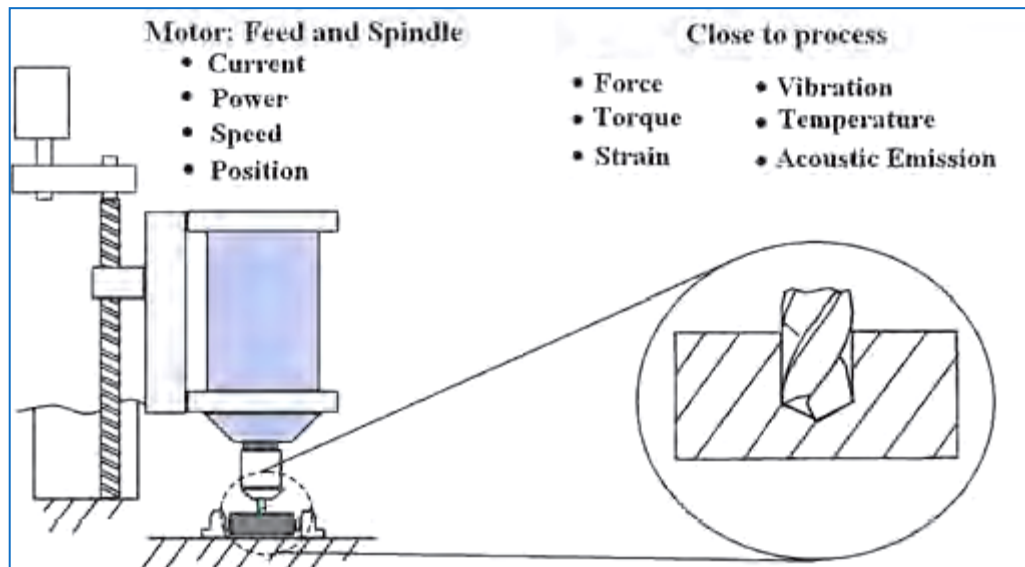 Motor: Feed and Spindle
• Current
• Power
• Speed
• Position
Close to process
• Force
• Torque
• Strain
• Vibration
• Temperature
• Acoustic Emission